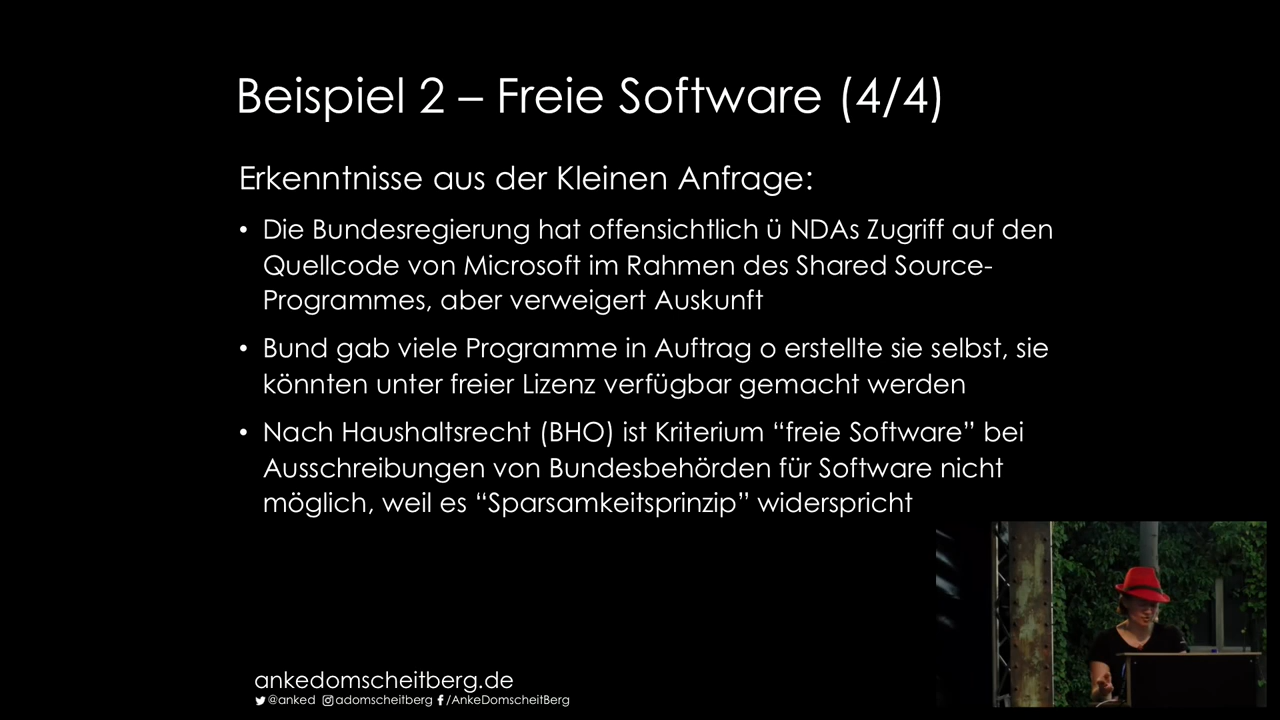 Beispiel 2 – Freie Software (4/4)
Erkenntnisse aus der Kleinen Anfrage:
• Die Bundesregierung hat offensichtlich ü NDAs Zugriff auf den
Quellcode von Microsoft im Rahmen des Shared Source-
Programmes, aber verweigert Auskunft
• Bund gab viele Programme in Auftrag o erstellte sie selbst, sie
könnten unter freier Lizenz verfügbar gemacht werden
• Nach Haushaltsrecht (BHO) ist Kriterium “freie Software” bei
Ausschreibungen von Bundesbehörden für Software nicht
möglich, weil es “Sparsamkeitsprinzip” widerspricht
ankedomscheitberg.de
@anked adomscheitberg /AnkeDomscheitBerg